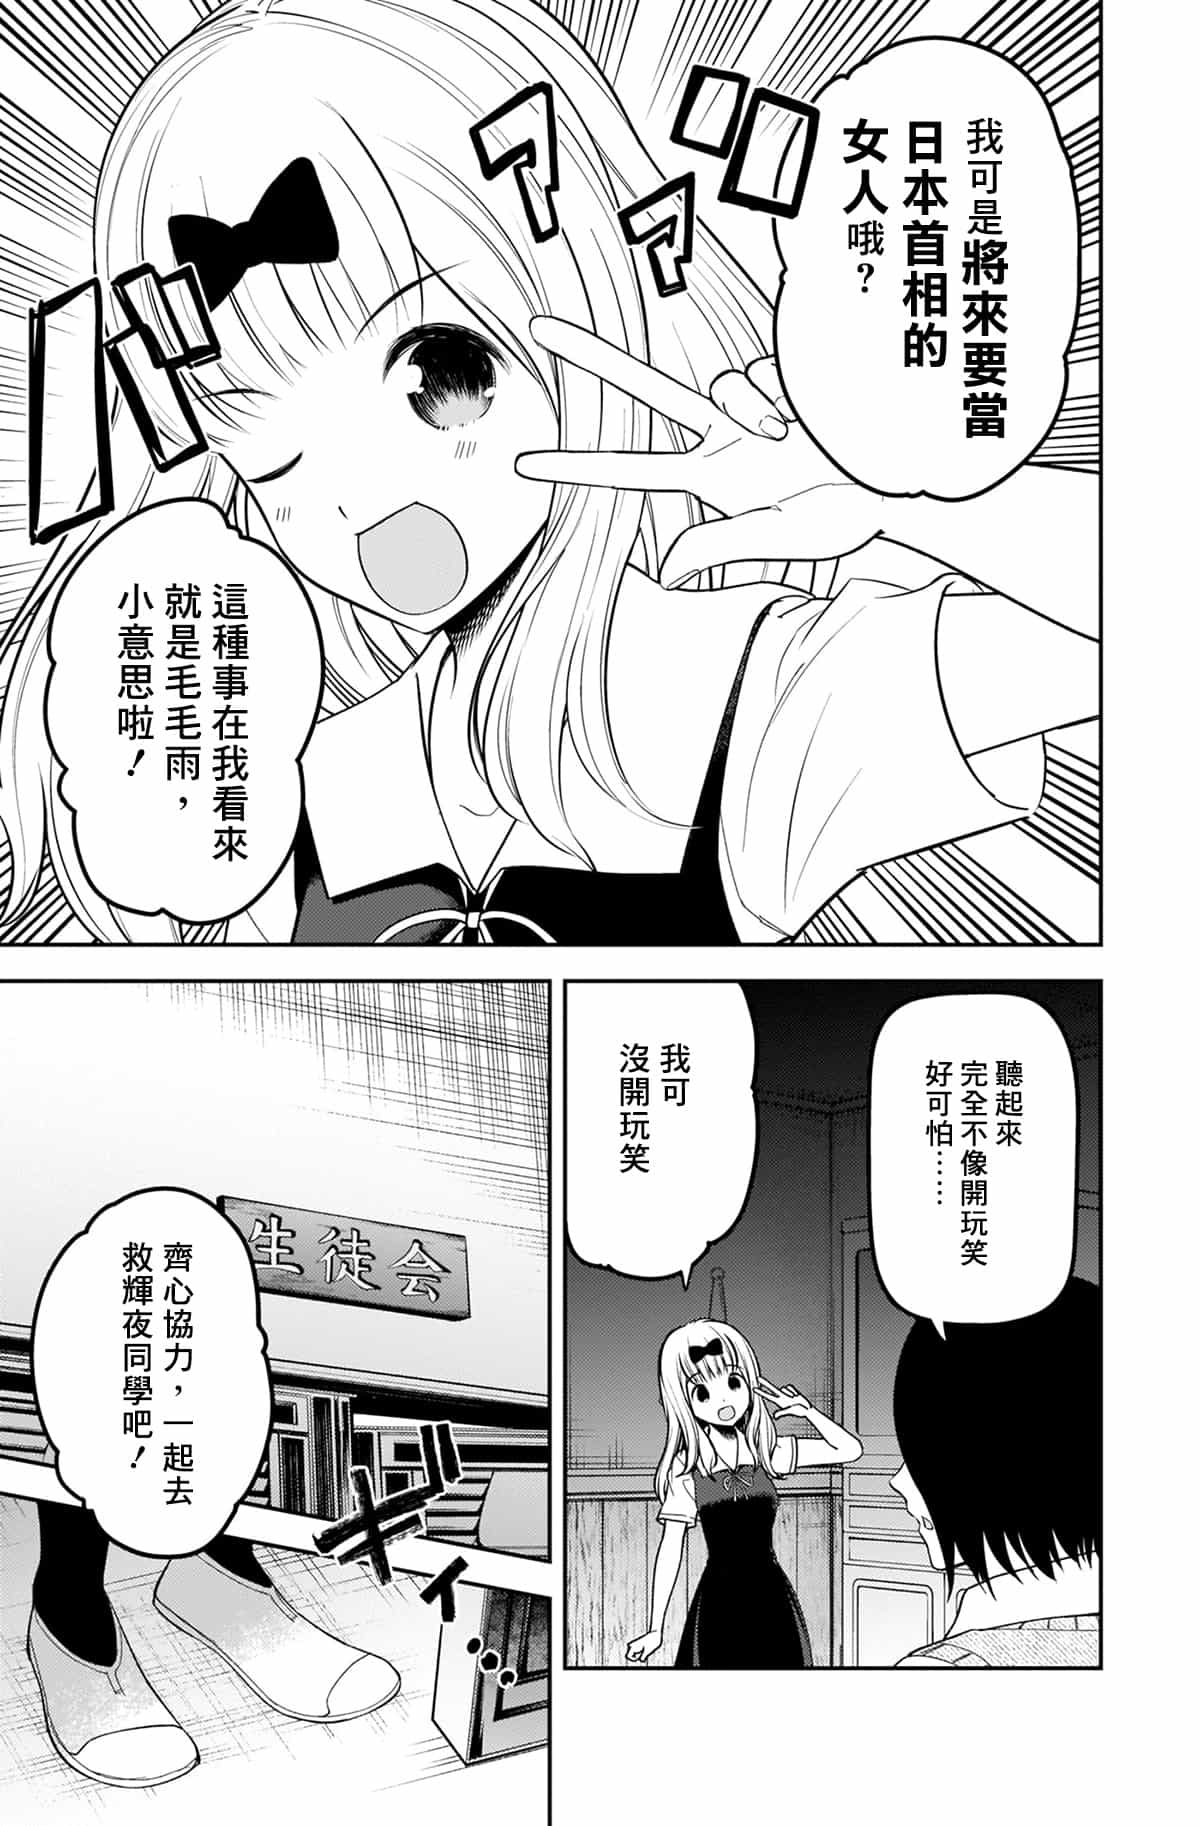 我可是將來要當
日本首相的
女人哦？
ババァァン
這種事在我看來
就是毛毛雨，
小意思啦！
聽起來
完全不像開玩笑
好可怕……
我可
沒開玩笑
生徒会
齊心協力，一起去
救輝夜同學吧！
ギィ…